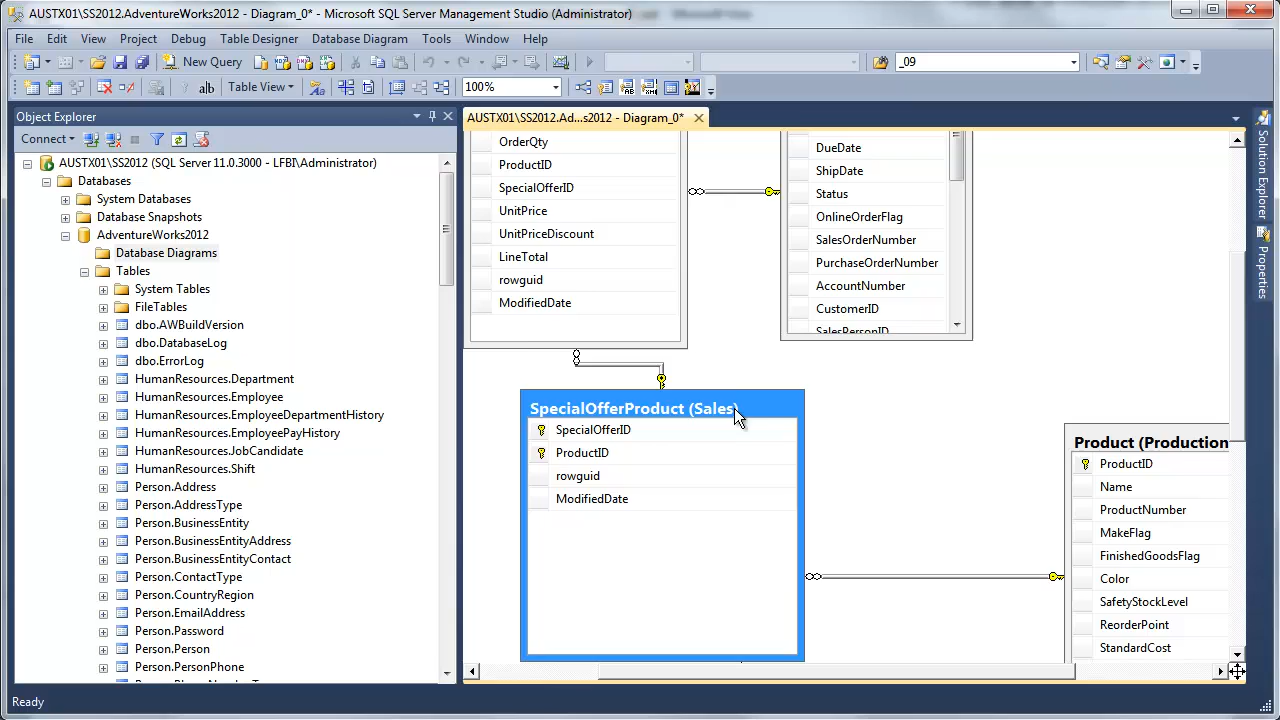 AUSTX01\SS2012.AdventureWorks2012 - Diagram_0* - Microsoft SQL Server Management Studio (Administrator)
File Edit View Project Debug Table Designer Database Diagram Tools Window Help
New Query _09
ab Table View 100%
Object Explorer
Connect
AUSTX01\SS2012 (SQL Server 11.0.3000 - LFBI\Administrator)
Databases
System Databases
Database Snapshots
AdventureWorks2012
Database Diagrams
Tables
System Tables
FileTables
dbo.AWBuildVersion
dbo.DatabaseLog
dbo.ErrorLog
HumanResources.Department
HumanResources.Employee
HumanResources.EmployeeDepartmentHistory
HumanResources.EmployeePayHistory
HumanResources.JobCandidate
HumanResources.Shift
Person.Address
Person.AddressType
Person.BusinessEntity
Person.BusinessEntityAddress
Person.BusinessEntityContact
Person.ContactType
Person.CountryRegion
Person.EmailAddress
Person.Password
Person.Person
Person.PersonPhone
AUSTX01\SS2012.Ad...s2012 - Diagram_0*
OrderQty
ProductID
SpecialOfferID
UnitPrice
UnitPriceDiscount
LineTotal
rowguid
ModifiedDate
DueDate
ShipDate
Status
OnlineOrderFlag
SalesOrderNumber
PurchaseOrderNumber
AccountNumber
CustomerID
SalesPersonID
SpecialOfferProduct (Sales)
SpecialOfferID
ProductID
rowguid
ModifiedDate
Product (Production
ProductID
Name
ProductNumber
MakeFlag
FinishedGoodsFlag
Color
SafetyStockLevel
ReorderPoint
StandardCost
Solution Explorer
Properties
Ready